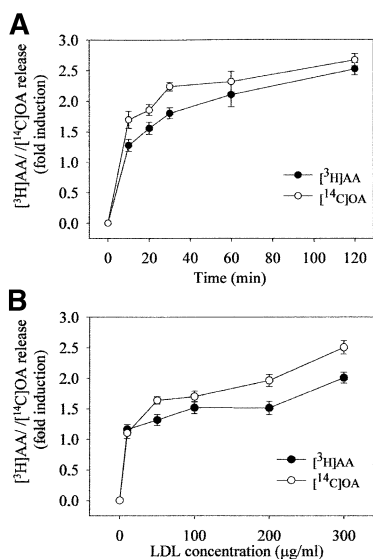 A
3.0
2.5
2.0
1.5
1.0
0.5
0.0
[³H]AA/ /[¹⁴C]OA release
(fold induction)
[³H]AA
[¹⁴C]OA
0 20 40 60 80 100 120
Time (min)
B
3.0
2.5
2.0
1.5
1.0
0.5
0.0
[³H]AA/ /[¹⁴C]OA release
(fold induction)
[³H]AA
[¹⁴C]OA
0 100 200 300
LDL concentration (µg/ml)